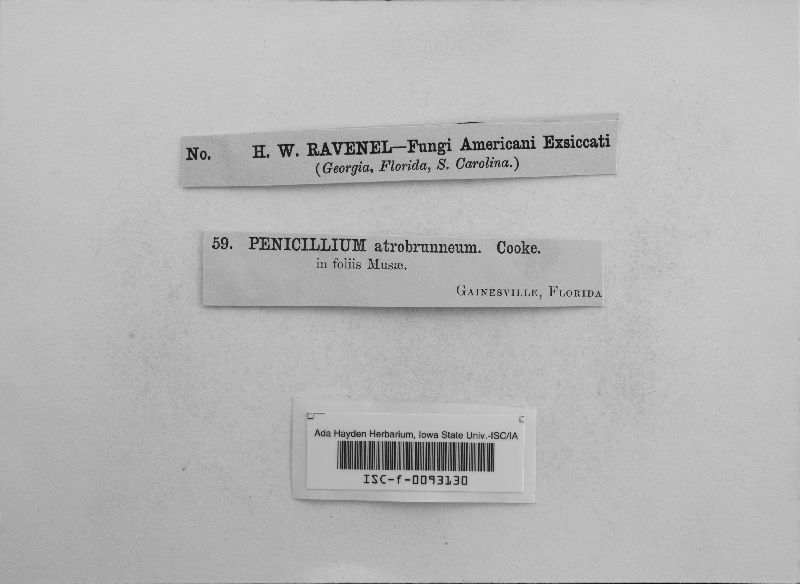 No. H. W. RAVENEL—Fungi Americani Exsiccati
(Georgia, Florida, S. Carolina.)
59. PENICILLIUM atrobrunneum. Cooke.
in foliis Musæ.
GAINESVILLE, FLORIDA
Ada Hayden Herbarium, Iowa State Univ.-ISC/IA
ISC-f-0093130